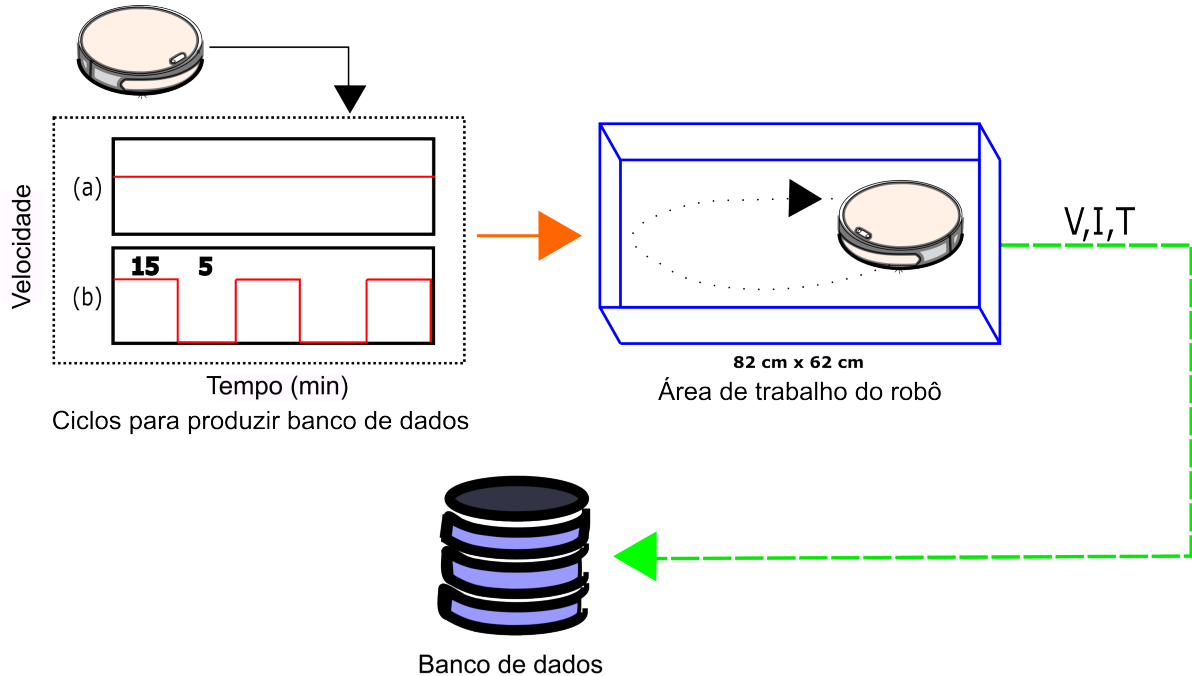 Velocidade
(a)
(b)
15 5
Tempo (min)
Ciclos para produzir banco de dados
82 cm x 62 cm
Área de trabalho do robô
V,I,T
Banco de dados